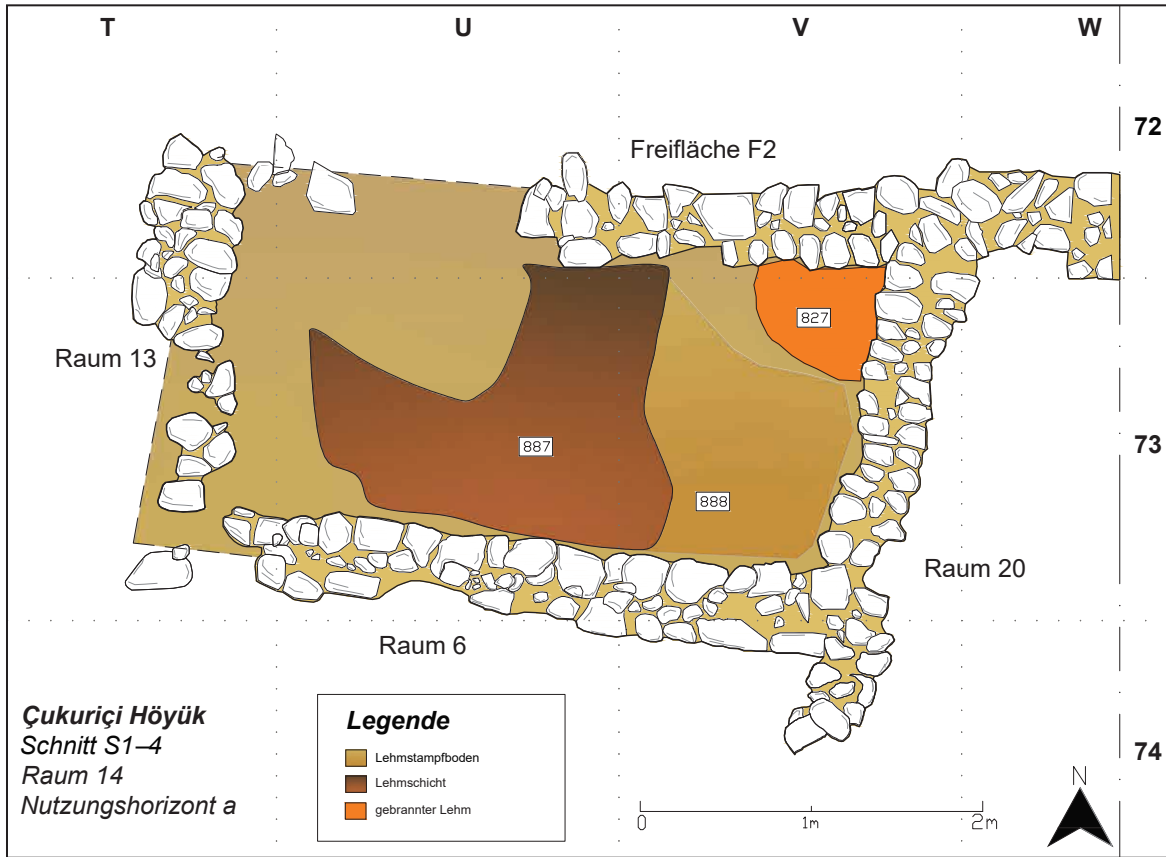 T U V W
72
Freifläche F2
827
Raum 13
73
887
888
Raum 20
Raum 6
Çukuriçi Höyük
Schnitt S1–4
Raum 14
Nutzungshorizont a
Legende
Lehmstampfboden
Lehmschicht
gebrannter Lehm
74
N
0 1m 2m